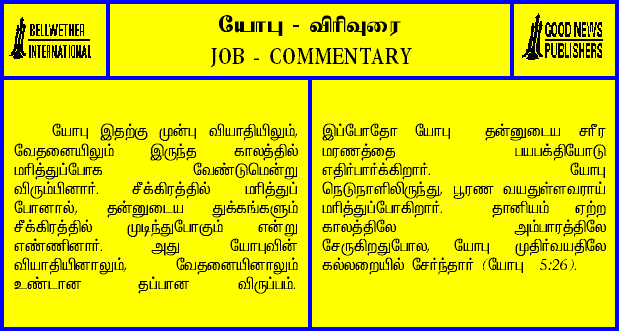 BELLWETHER
INTERNATIONAL
யோபு - விரிவுரை
JOB - COMMENTARY
GOOD NEWS
PUBLISHERS
யோபு இதற்கு முன்பு வியாதியிலும்,
வேதனையிலும் இருந்த காலத்தில்
மரித்துப்போக வேண்டுமென்று
விரும்பினார். சீக்கிரத்தில் மரித்துப்
போனால், தன்னுடைய துக்கங்களும்
சீக்கிரத்தில் முடிந்துபோகும் என்று
எண்ணினார். அது யோபுவின்
வியாதியினாலும், வேதனையினாலும்
உண்டான தப்பான விருப்பம்.
இப்போதோ யோபு தன்னுடைய சரீர
மரணத்தை பயபக்தியோடு
எதிர்பார்க்கிறார். யோபு
நெடுநாளிலிருந்து, பூரண வயதுள்ளவராய்
மரித்துப்போகிறார். தானியம் ஏற்ற
காலத்திலே அம்பாரத்திலே
சேருகிறதுபோல, யோபு முதிர்வயதிலே
கல்லறையில் சேர்ந்தார் (யோபு 5:26).